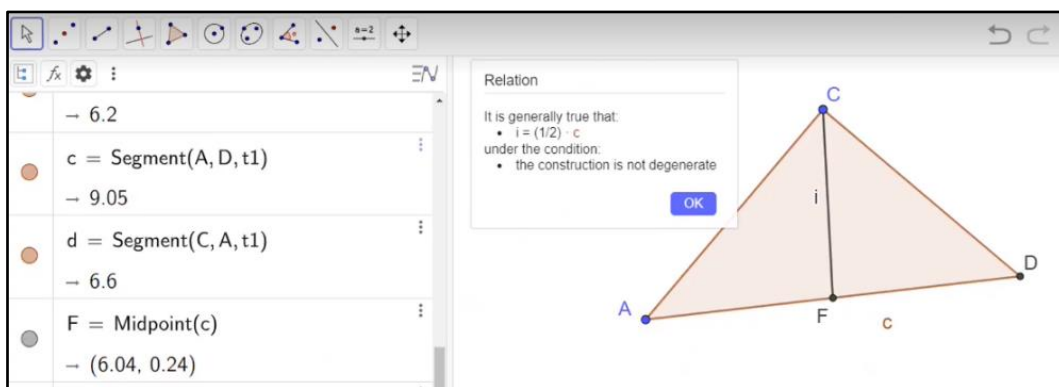 a=2
fx
→ 6.2
c = Segment(A, D, t1)
→ 9.05
d = Segment(C, A, t1)
→ 6.6
F = Midpoint(c)
→ (6.04, 0.24)
Relation
It is generally true that:
• i = (1/2) · c
under the condition:
• the construction is not degenerate
OK
C
i
A
F
c
D